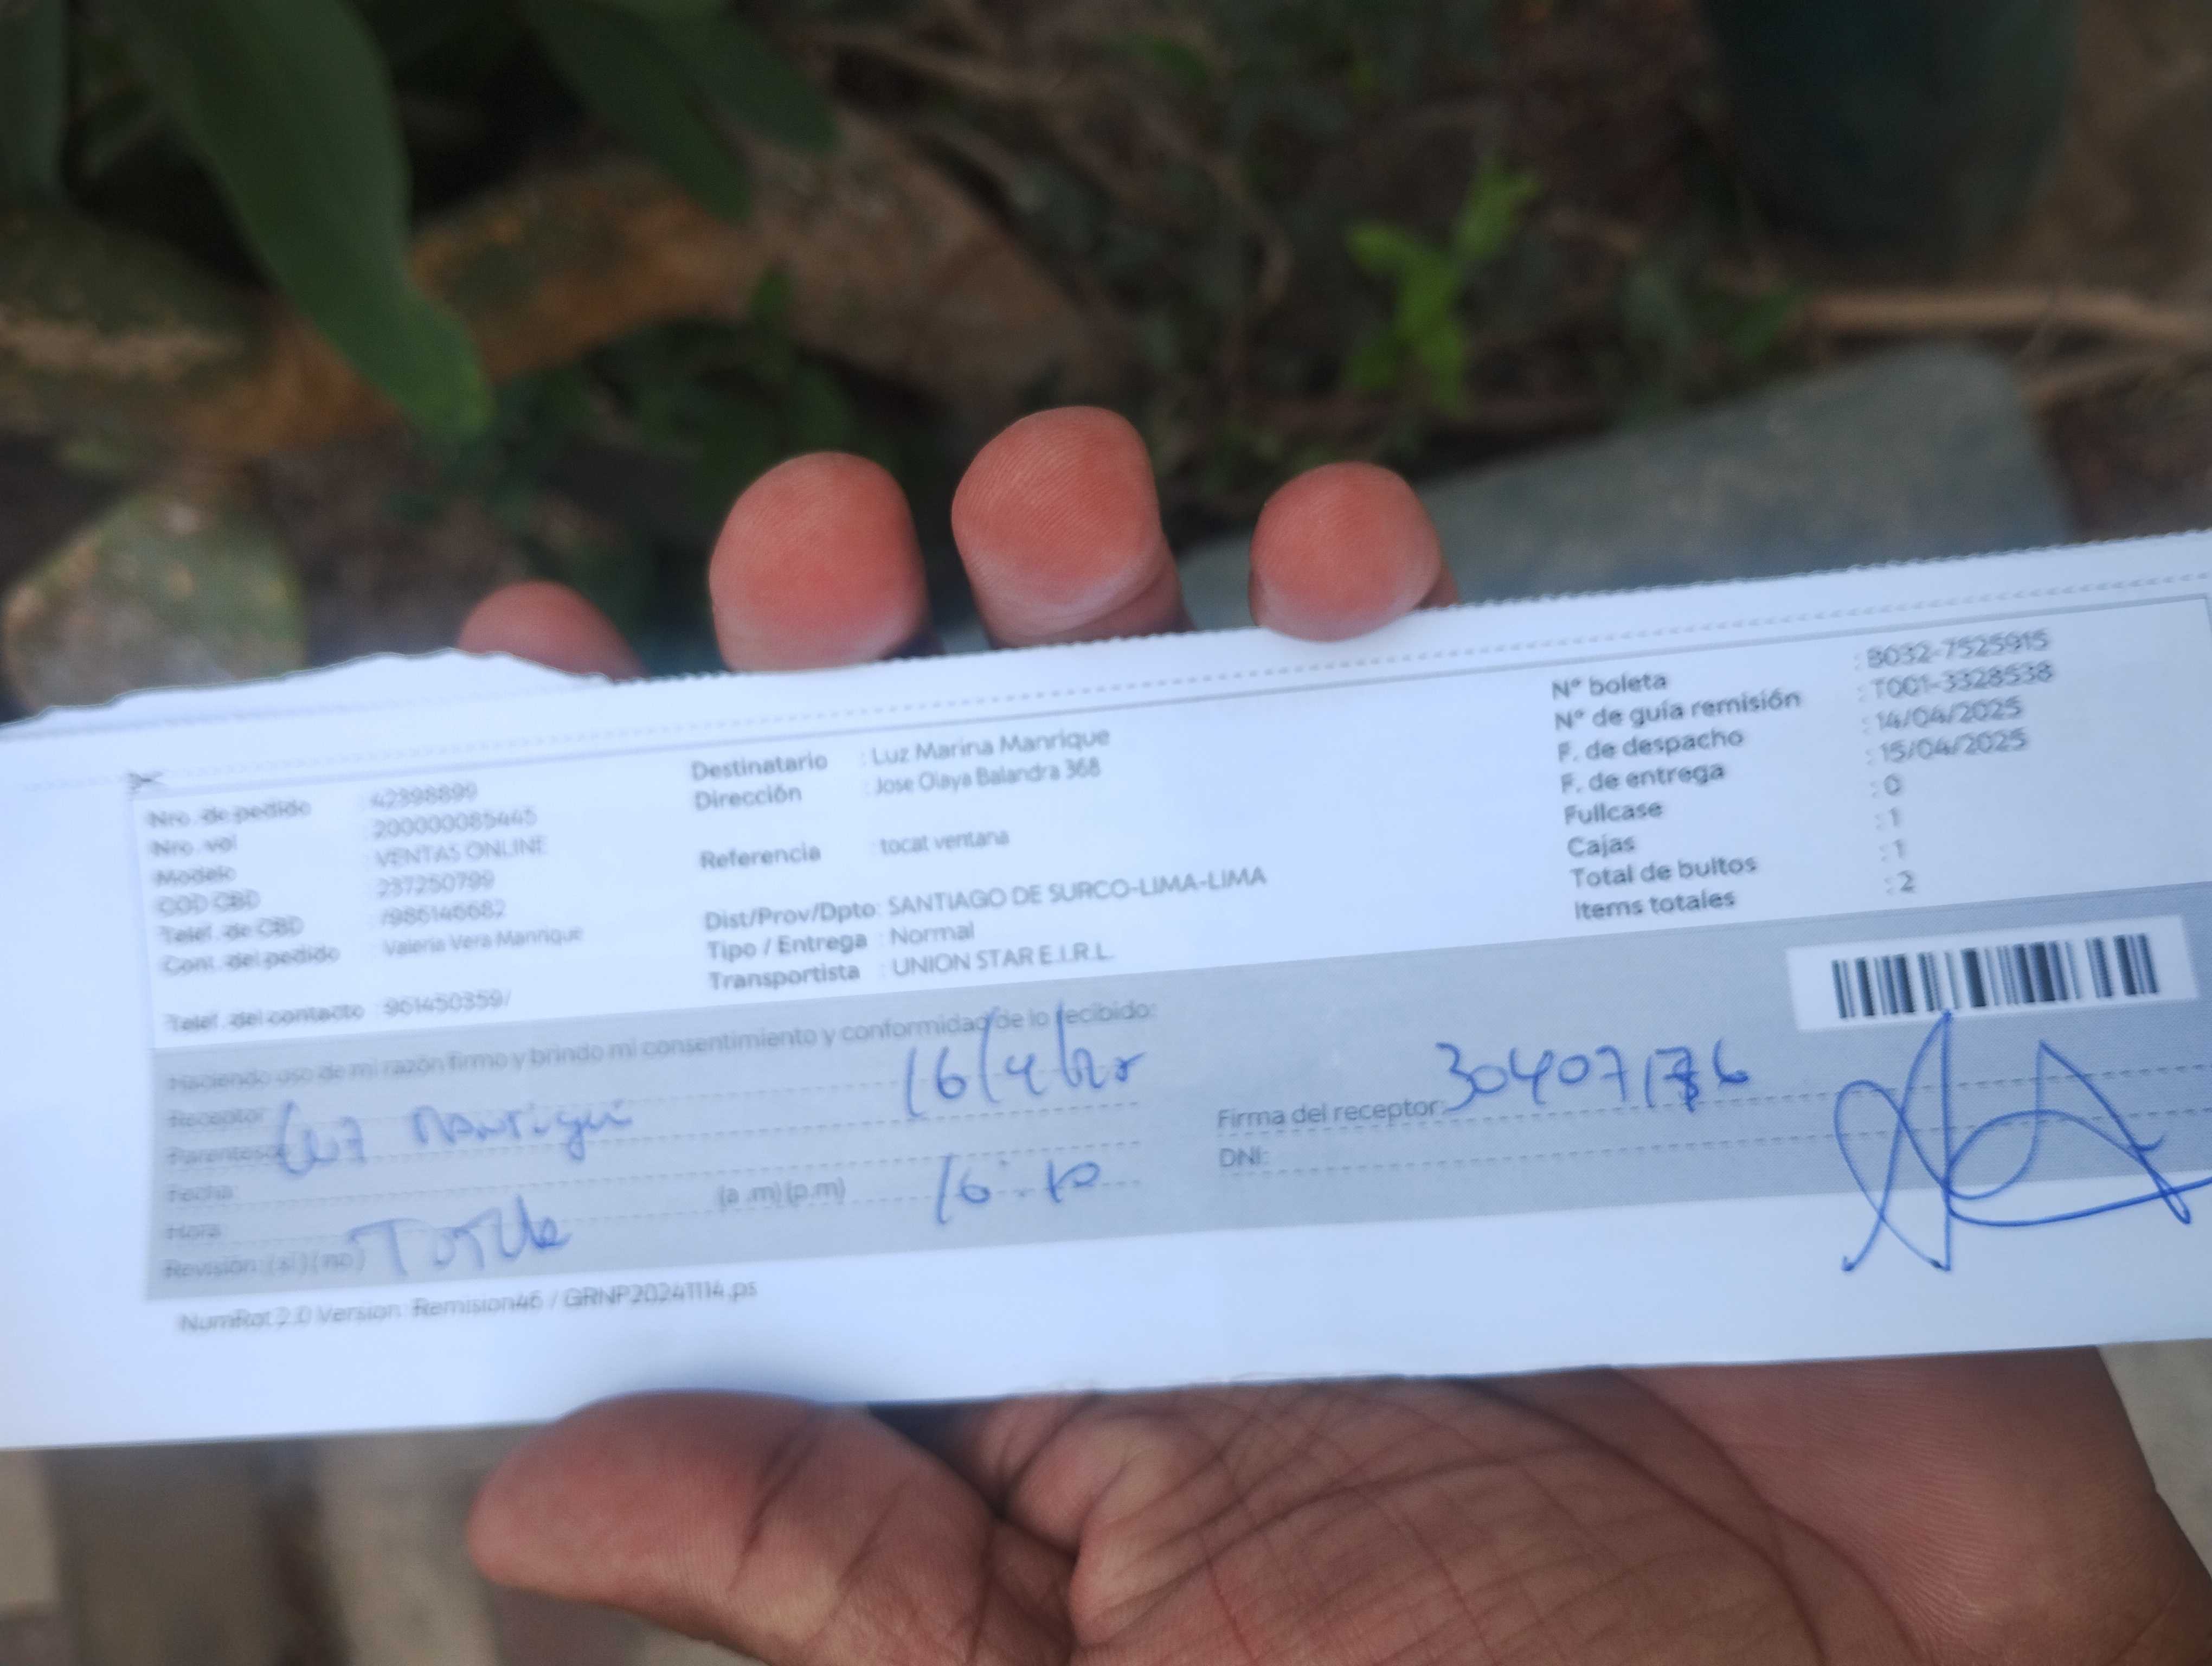 Nro. de pedido : 42898899
Nro. vol : 200000085445
Modelo : VENTAS ONLINE
COD CBD : 237250799
Telef. de CBD : /986146682
Cont. del pedido : Valeria Vera Manrique
Telef. del contacto : 961450359/
Destinatario : Luz Marina Manrique
Dirección : Jose Olaya Balandra 368
Referencia : tocat ventana
Dist/Prov/Dpto : SANTIAGO DE SURCO-LIMA-LIMA
Tipo / Entrega : Normal
Transportista : UNION STAR E.I.R.L.
N° boleta : B032-7525915
N° de guía remisión : T001-3328538
F. de despacho : 14/04/2025
F. de entrega : 15/04/2025
Fullcase : 0
Cajas : 1
Total de bultos : 1
Items totales : 2
Haciendo uso de mi razón firmo y brindo mi consentimiento y conformidad de lo recibido:
Receptor: Luz Manrique
Parentesco:
Fecha: 16/4/
Hora: (a.m)(p.m) 16:
Revisión: (si) (no)
Firma del receptor:
DNI:
NumRot 2.0 Version: Remision46 / GRNP20241114.ps